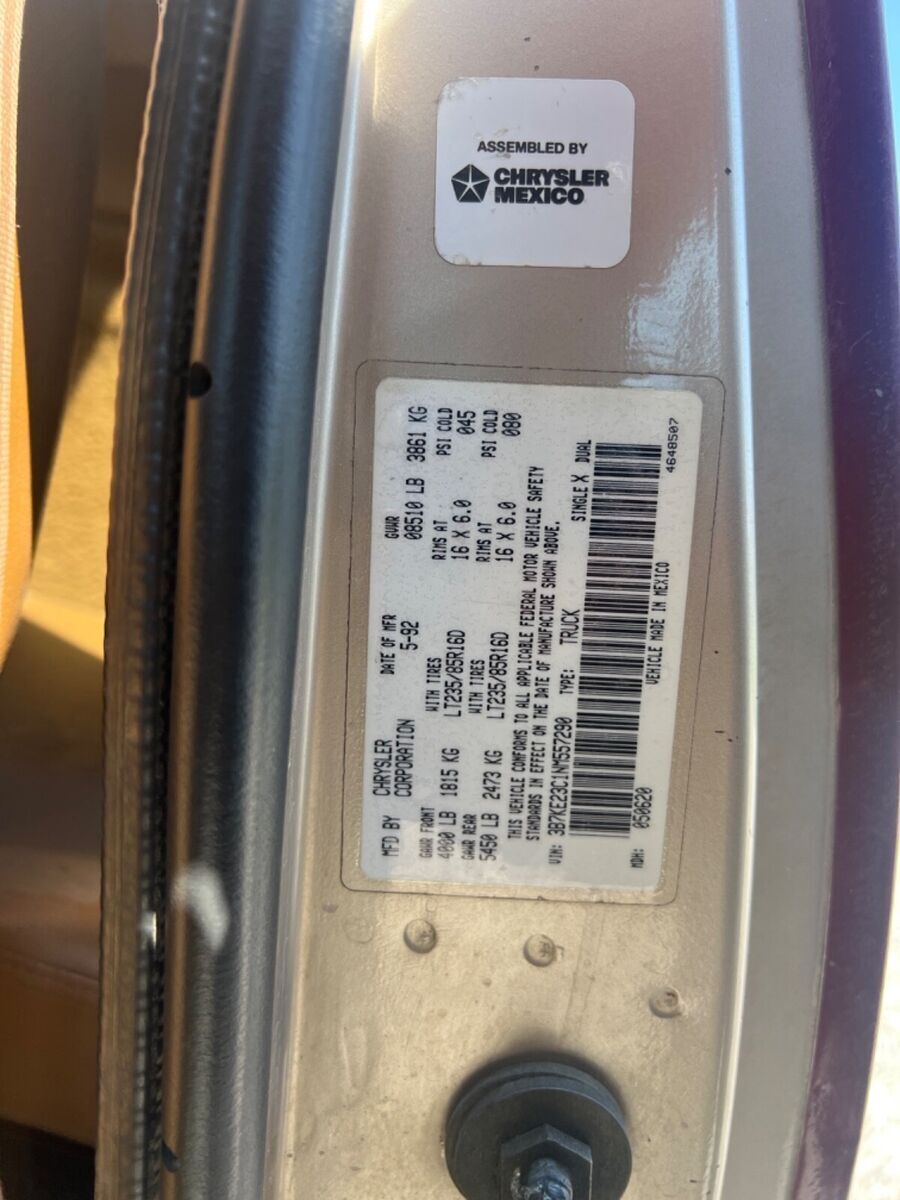 ASSEMBLED BY
CHRYSLER
MEXICO
MFD BY CHRYSLER CORPORATION DATE OF MFR 5-92 GVWR 08510 LB 3861 KG
GAWR FRONT WITH TIRES RIMS AT PSI COLD
4000 LB 1815 KG LT235/85R16D 16 X 6.0 045
GAWR REAR WITH TIRES RIMS AT PSI COLD
5450 LB 2473 KG LT235/85R16D 16 X 6.0 080
THIS VEHICLE CONFORMS TO ALL APPLICABLE FEDERAL MOTOR VEHICLE SAFETY
STANDARDS IN EFFECT ON THE DATE OF MANUFACTURE SHOWN ABOVE.
VIN: 3B7KE23C1NM557290 TYPE: TRUCK SINGLE X DUAL
MDH: 050620 VEHICLE MADE IN MEXICO 4648507